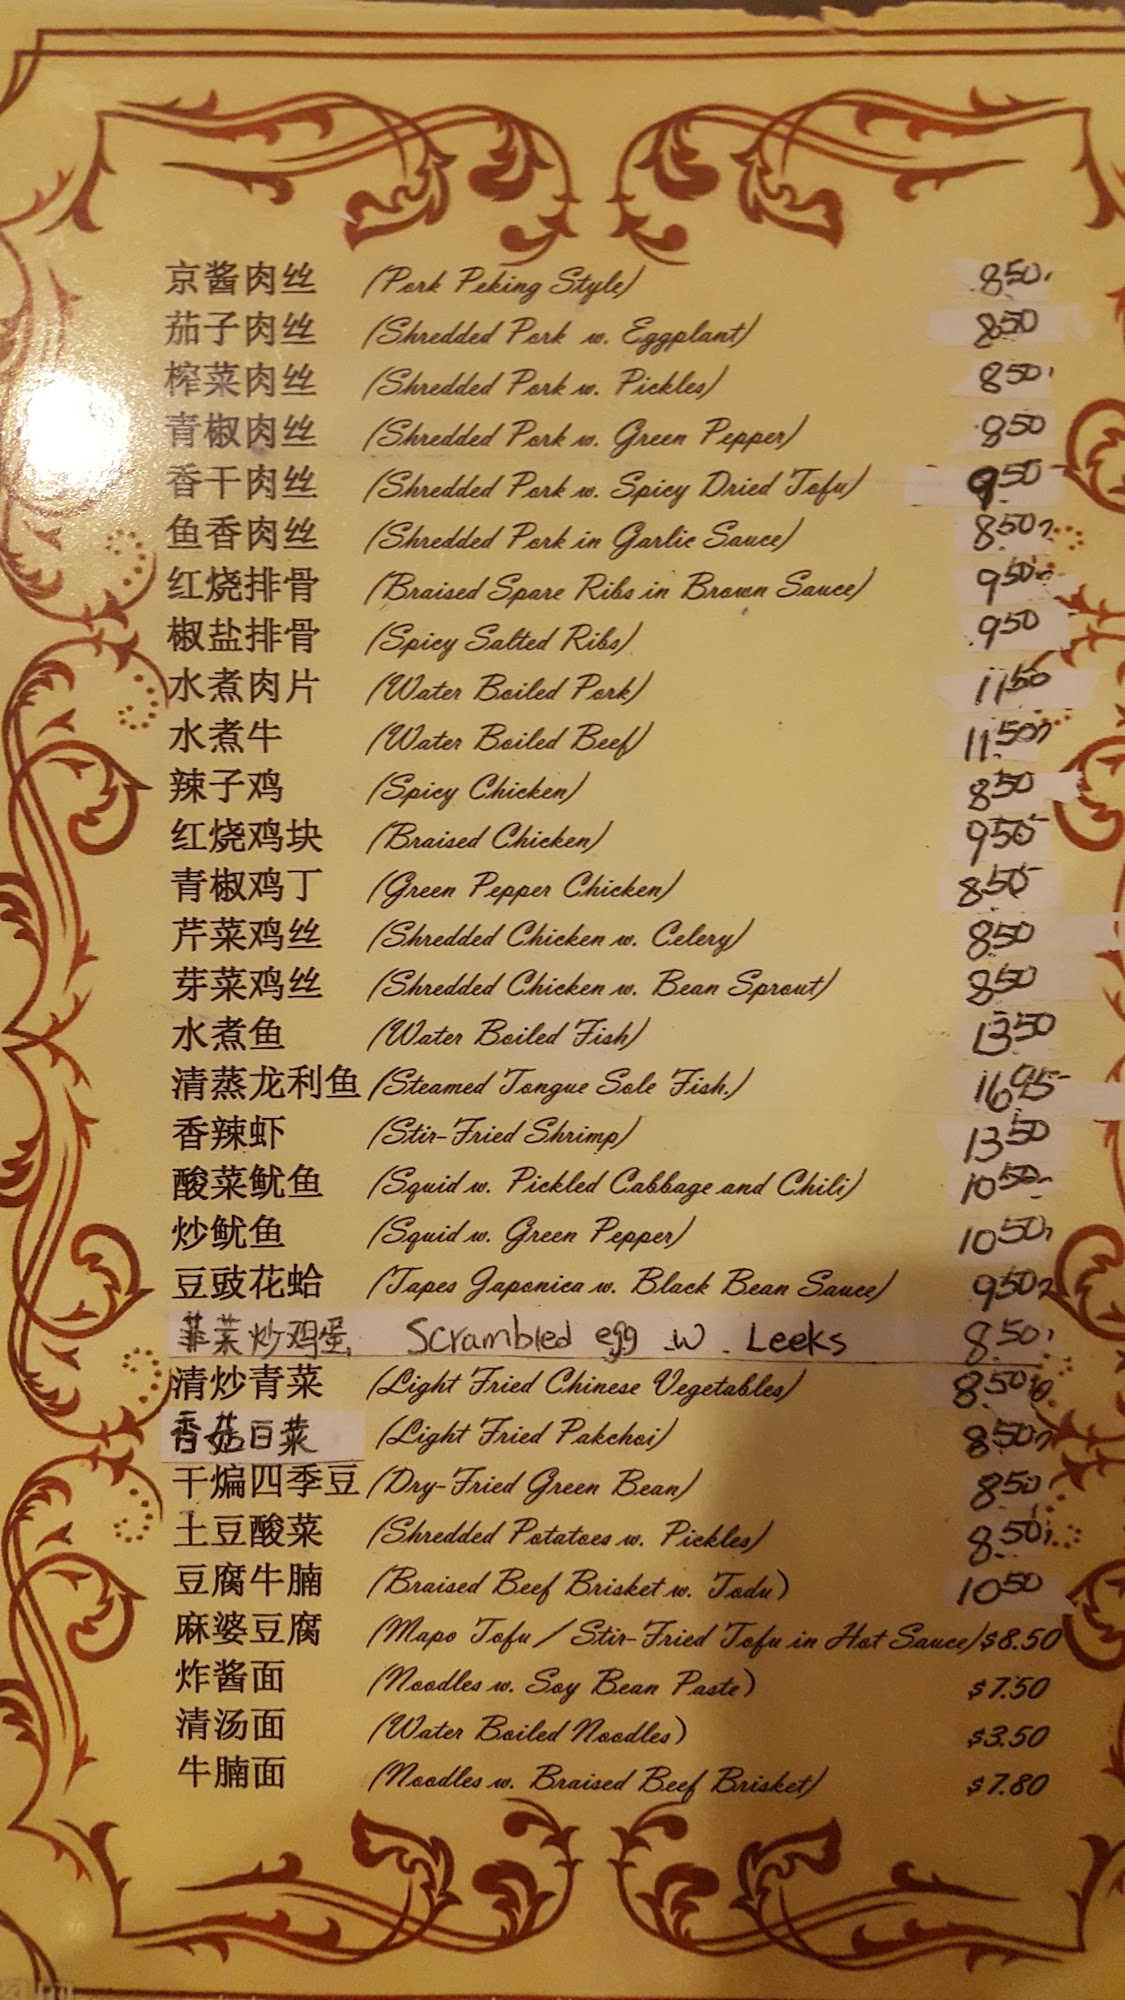 京酱肉丝 (Pork Peking Style) 8.50
茄子肉丝 (Shredded Pork w. Eggplant) 8.50
榨菜肉丝 (Shredded Pork w. Pickles) 8.50
青椒肉丝 (Shredded Pork w. Green Pepper) 8.50
香干肉丝 (Shredded Pork w. Spicy Dried Tofu) 9.50
鱼香肉丝 (Shredded Pork in Garlic Sauce) 8.50
红烧排骨 (Braised Spare Ribs in Brown Sauce) 9.50
椒盐排骨 (Spicy Salted Ribs) 9.50
水煮肉片 (Water Boiled Pork) 11.50
水煮牛 (Water Boiled Beef) 11.50
辣子鸡 (Spicy Chicken) 8.50
红烧鸡块 (Braised Chicken) 9.50
青椒鸡丁 (Green Pepper Chicken) 8.50
芹菜鸡丝 (Shredded Chicken w. Celery) 8.50
芽菜鸡丝 (Shredded Chicken w. Bean Sprout) 8.50
水煮鱼 (Water Boiled Fish) 13.50
清蒸龙利鱼 (Steamed Tongue Sole Fish.) 16.95
香辣虾 (Stir-Fried Shrimp) 13.50
酸菜鱿鱼 (Squid w. Pickled Cabbage and Chili) 10.50
炒鱿鱼 (Squid w. Green Pepper) 10.50
豆豉花蛤 (Tapes Japonica w. Black Bean Sauce) 9.50
韭菜炒鸡蛋 Scrambled egg w. Leeks 8.50
清炒青菜 (Light Fried Chinese Vegetables) 8.50
香菇白菜 (Light Fried Pakchoi) 8.50
干煸四季豆 (Dry-Fried Green Bean) 8.50
土豆酸菜 (Shredded Potatoes w. Pickles) 8.50
豆腐牛腩 (Braised Beef Brisket w. Todu) 10.50
麻婆豆腐 (Mapo Tofu / Stir-Fried Tofu in Hot Sauce) $8.50
炸酱面 (Noodles w. Soy Bean Paste) $7.50
清汤面 (Water Boiled Noodles) $3.50
牛腩面 (Noodles w. Braised Beef Brisket) $7.80